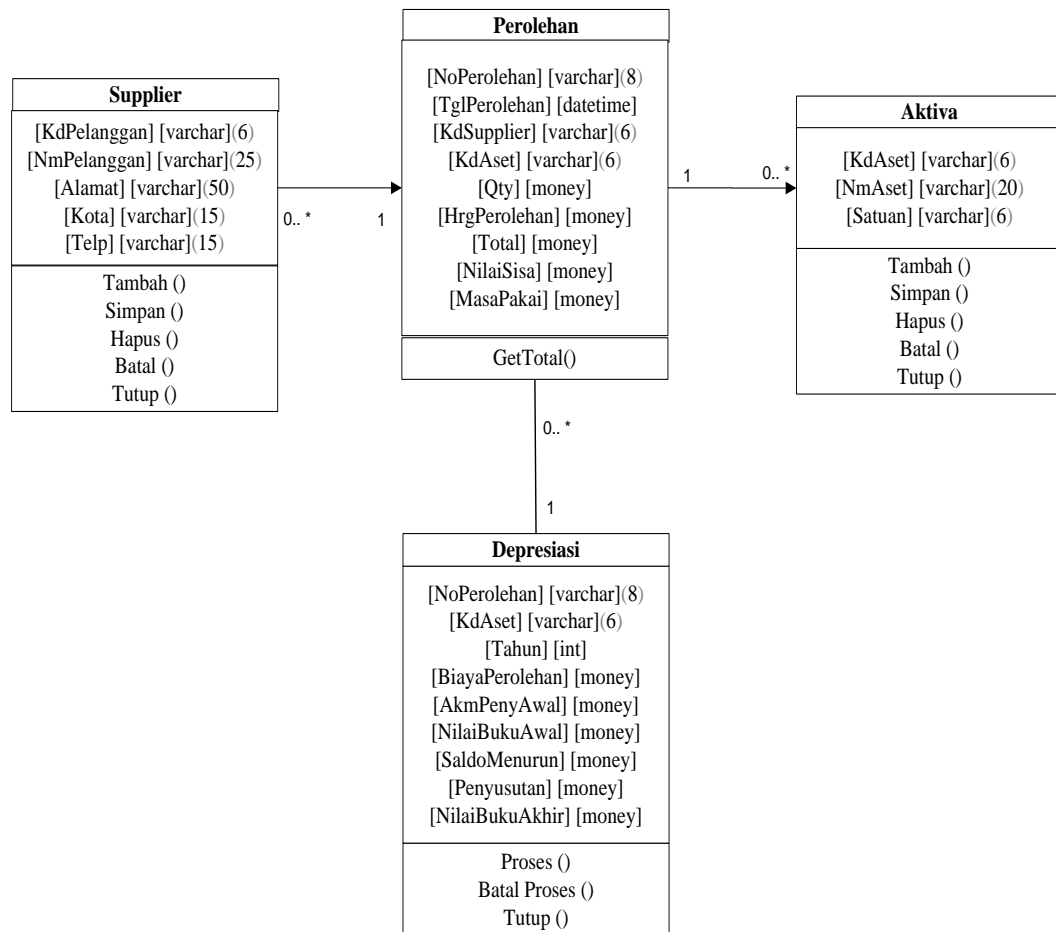 Supplier
[KdPelanggan] [varchar](6)
[NmPelanggan] [varchar](25)
[Alamat] [varchar](50)
[Kota] [varchar](15)
[Telp] [varchar](15)
Tambah ()
Simpan ()
Hapus ()
Batal ()
Tutup ()
0.. *
1
Perolehan
[NoPerolehan] [varchar](8)
[TglPerolehan] [datetime]
[KdSupplier] [varchar](6)
[KdAset] [varchar](6)
[Qty] [money]
[HrgPerolehan] [money]
[Total] [money]
[NilaiSisa] [money]
[MasaPakai] [money]
GetTotal()
1
0.. *
Aktiva
[KdAset] [varchar](6)
[NmAset] [varchar](20)
[Satuan] [varchar](6)
Tambah ()
Simpan ()
Hapus ()
Batal ()
Tutup ()
0.. *
1
Depresiasi
[NoPerolehan] [varchar](8)
[KdAset] [varchar](6)
[Tahun] [int]
[BiayaPerolehan] [money]
[AkmPenyAwal] [money]
[NilaiBukuAwal] [money]
[SaldoMenurun] [money]
[Penyusutan] [money]
[NilaiBukuAkhir] [money]
Proses ()
Batal Proses ()
Tutup ()